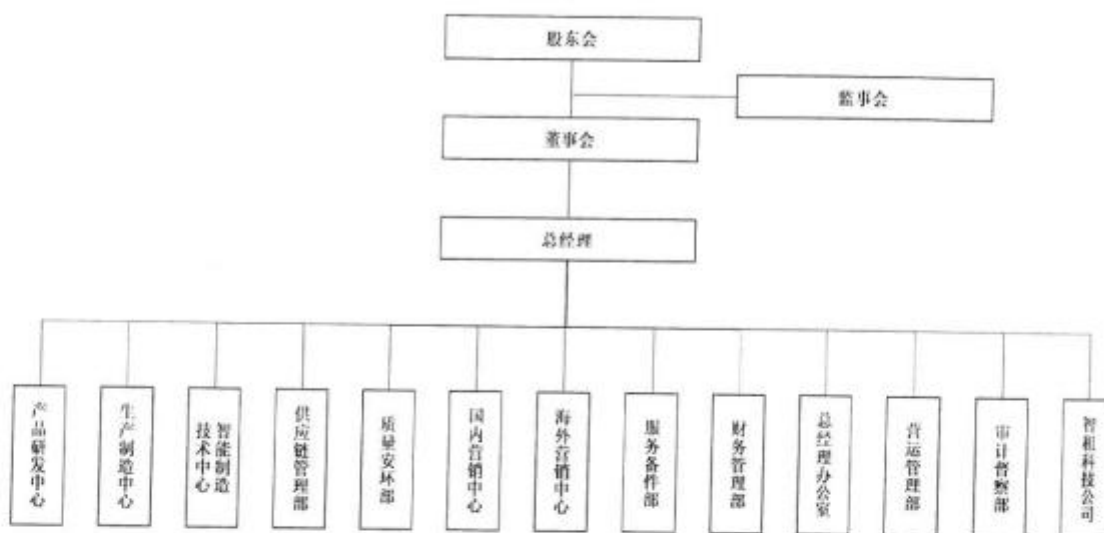 股东会
监事会
董事会
总经理
产品研发中心
生产制造中心
智能制造
技术中心
供应链管理部
质量安环部
国内营销中心
海外营销中心
服务备件部
财务管理部
总经理办公室
营运管理部
审计督察部
智租科技公司